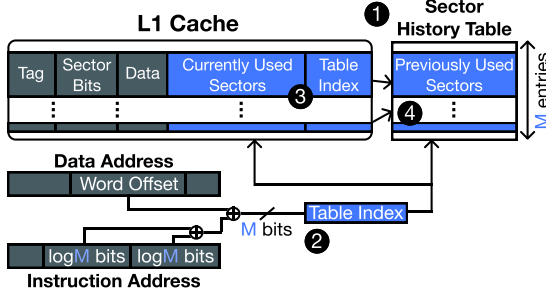 L1 Cache
1
Sector
History Table
Tag
Sector
Bits
Data
Currently Used
Sectors
3
Table
Index
Previously Used
Sectors
4
M entries
Data Address
Word Offset
M bits
Table Index
2
logM bits
logM bits
Instruction Address